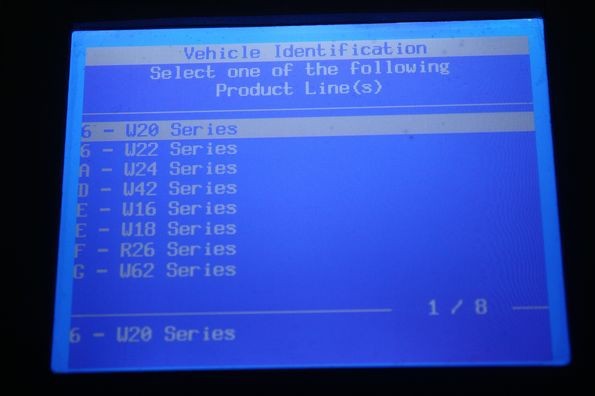 Vehicle Identification
Select one of the following
Product Line(s)
6 - W20 Series
6 - W22 Series
A - W24 Series
D - W42 Series
E - W16 Series
E - W18 Series
F - R26 Series
G - W62 Series
1 / 8
6 - W20 Series